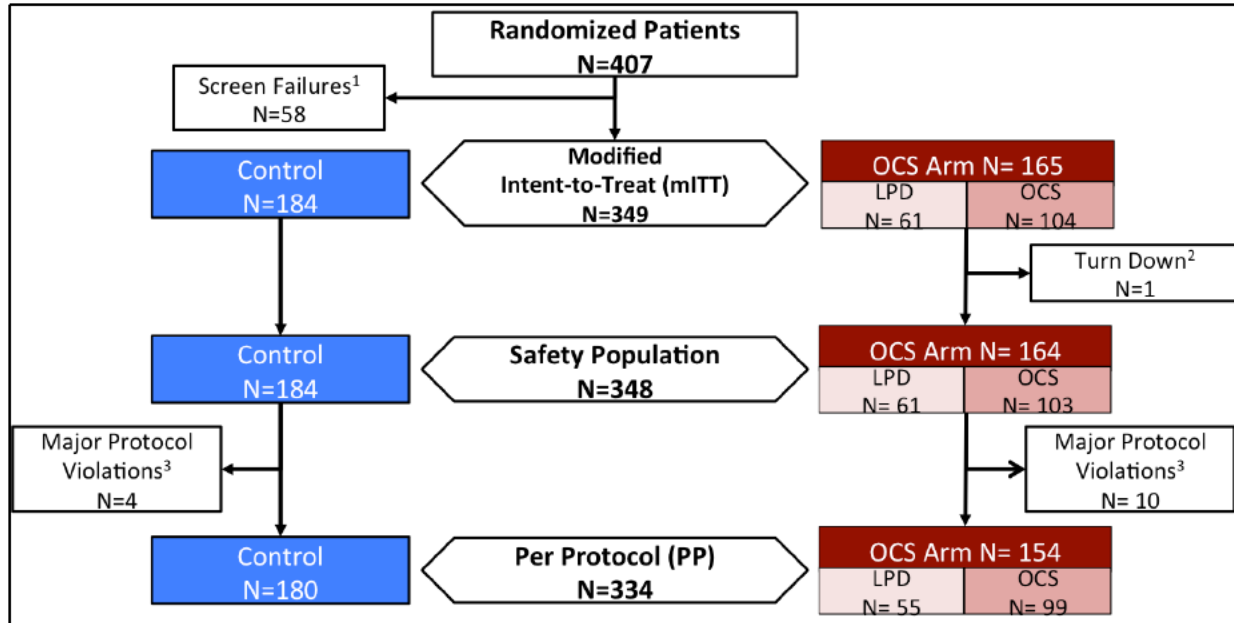 Randomized Patients
N=407
Screen Failures¹
N=58
Control
N=184
Modified
Intent-to-Treat (mITT)
N=349
OCS Arm N= 165
LPD
N= 61
OCS
N= 104
Turn Down²
N=1
Control
N=184
Safety Population
N=348
OCS Arm N= 164
LPD
N= 61
OCS
N= 103
Major Protocol
Violations³
N=4
Major Protocol
Violations³
N= 10
Control
N=180
Per Protocol (PP)
N=334
OCS Arm N= 154
LPD
N= 55
OCS
N= 99